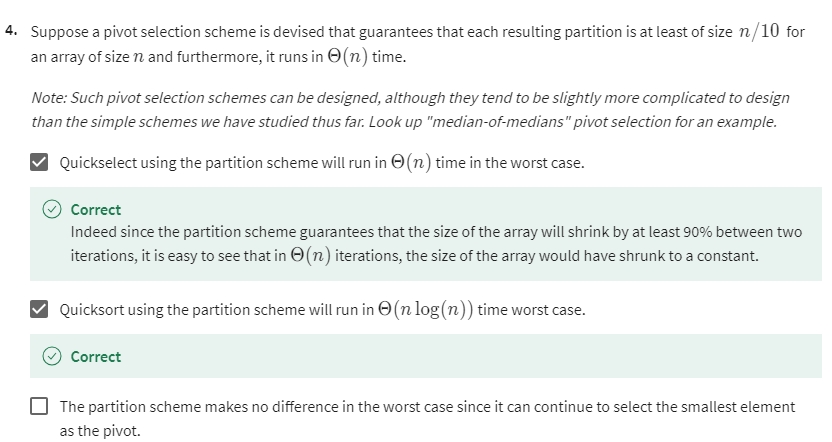 4. Suppose a pivot selection scheme is devised that guarantees that each resulting partition is at least of size n/10 for
an array of size n and furthermore, it runs in Θ(n) time.
Note: Such pivot selection schemes can be designed, although they tend to be slightly more complicated to design
than the simple schemes we have studied thus far. Look up "median-of-medians" pivot selection for an example.
Quickselect using the partition scheme will run in Θ(n) time in the worst case.
Correct
Indeed since the partition scheme guarantees that the size of the array will shrink by at least 90% between two
iterations, it is easy to see that in Θ(n) iterations, the size of the array would have shrunk to a constant.
Quicksort using the partition scheme will run in Θ(n log(n)) time worst case.
Correct
The partition scheme makes no difference in the worst case since it can continue to select the smallest element
as the pivot.